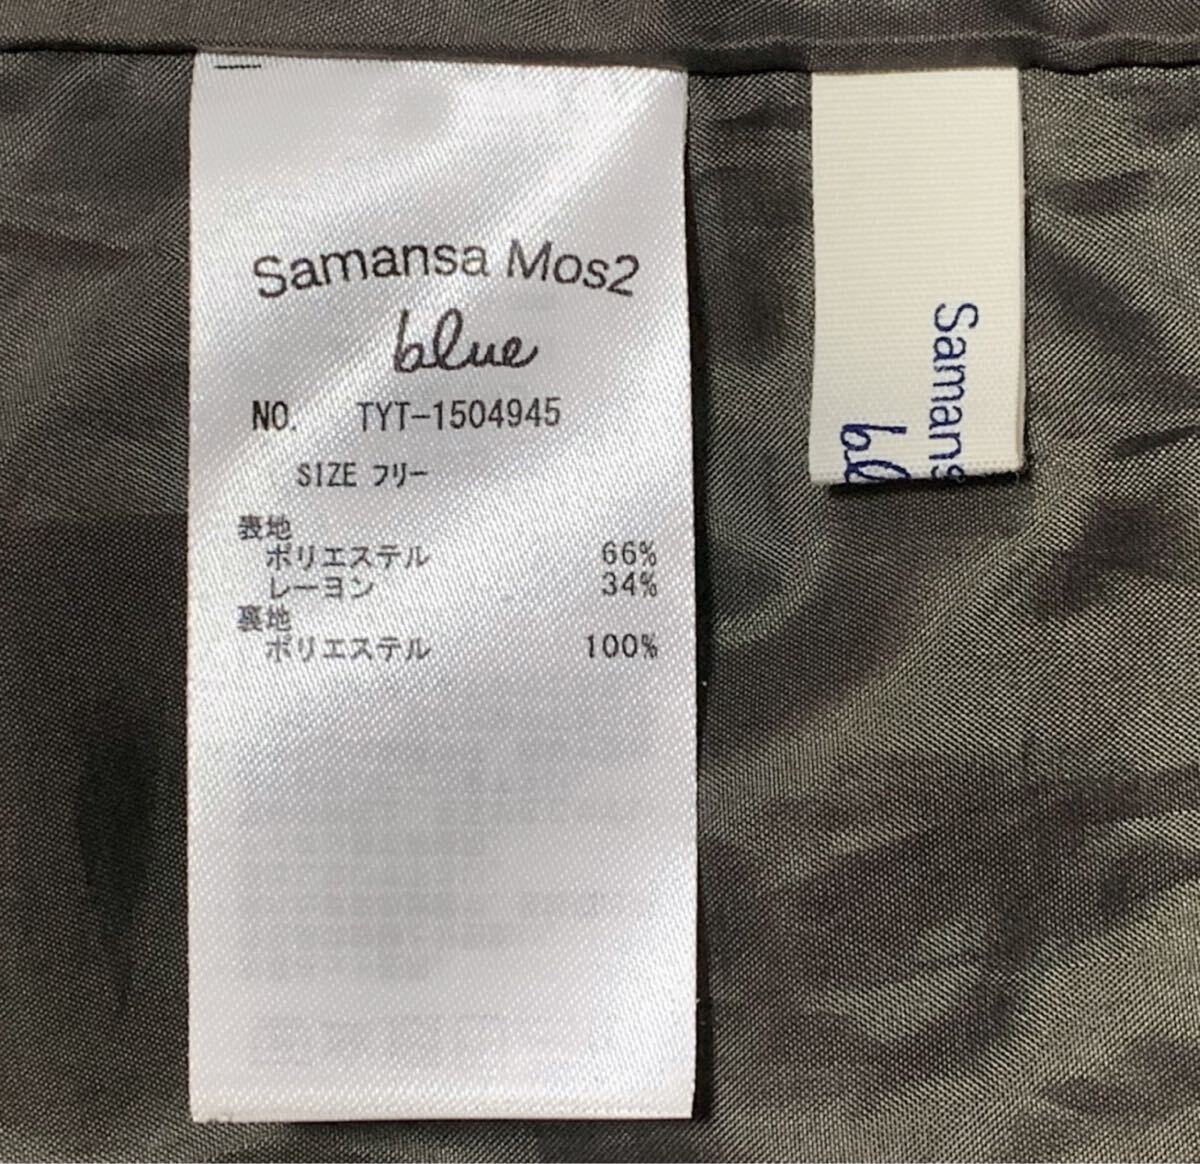 Samansa Mos2
blue
NO. TYT-1504945
SIZE フリー
表地
ポリエステル 66%
レーヨン 34%
裏地
ポリエステル 100%
Samans
bl